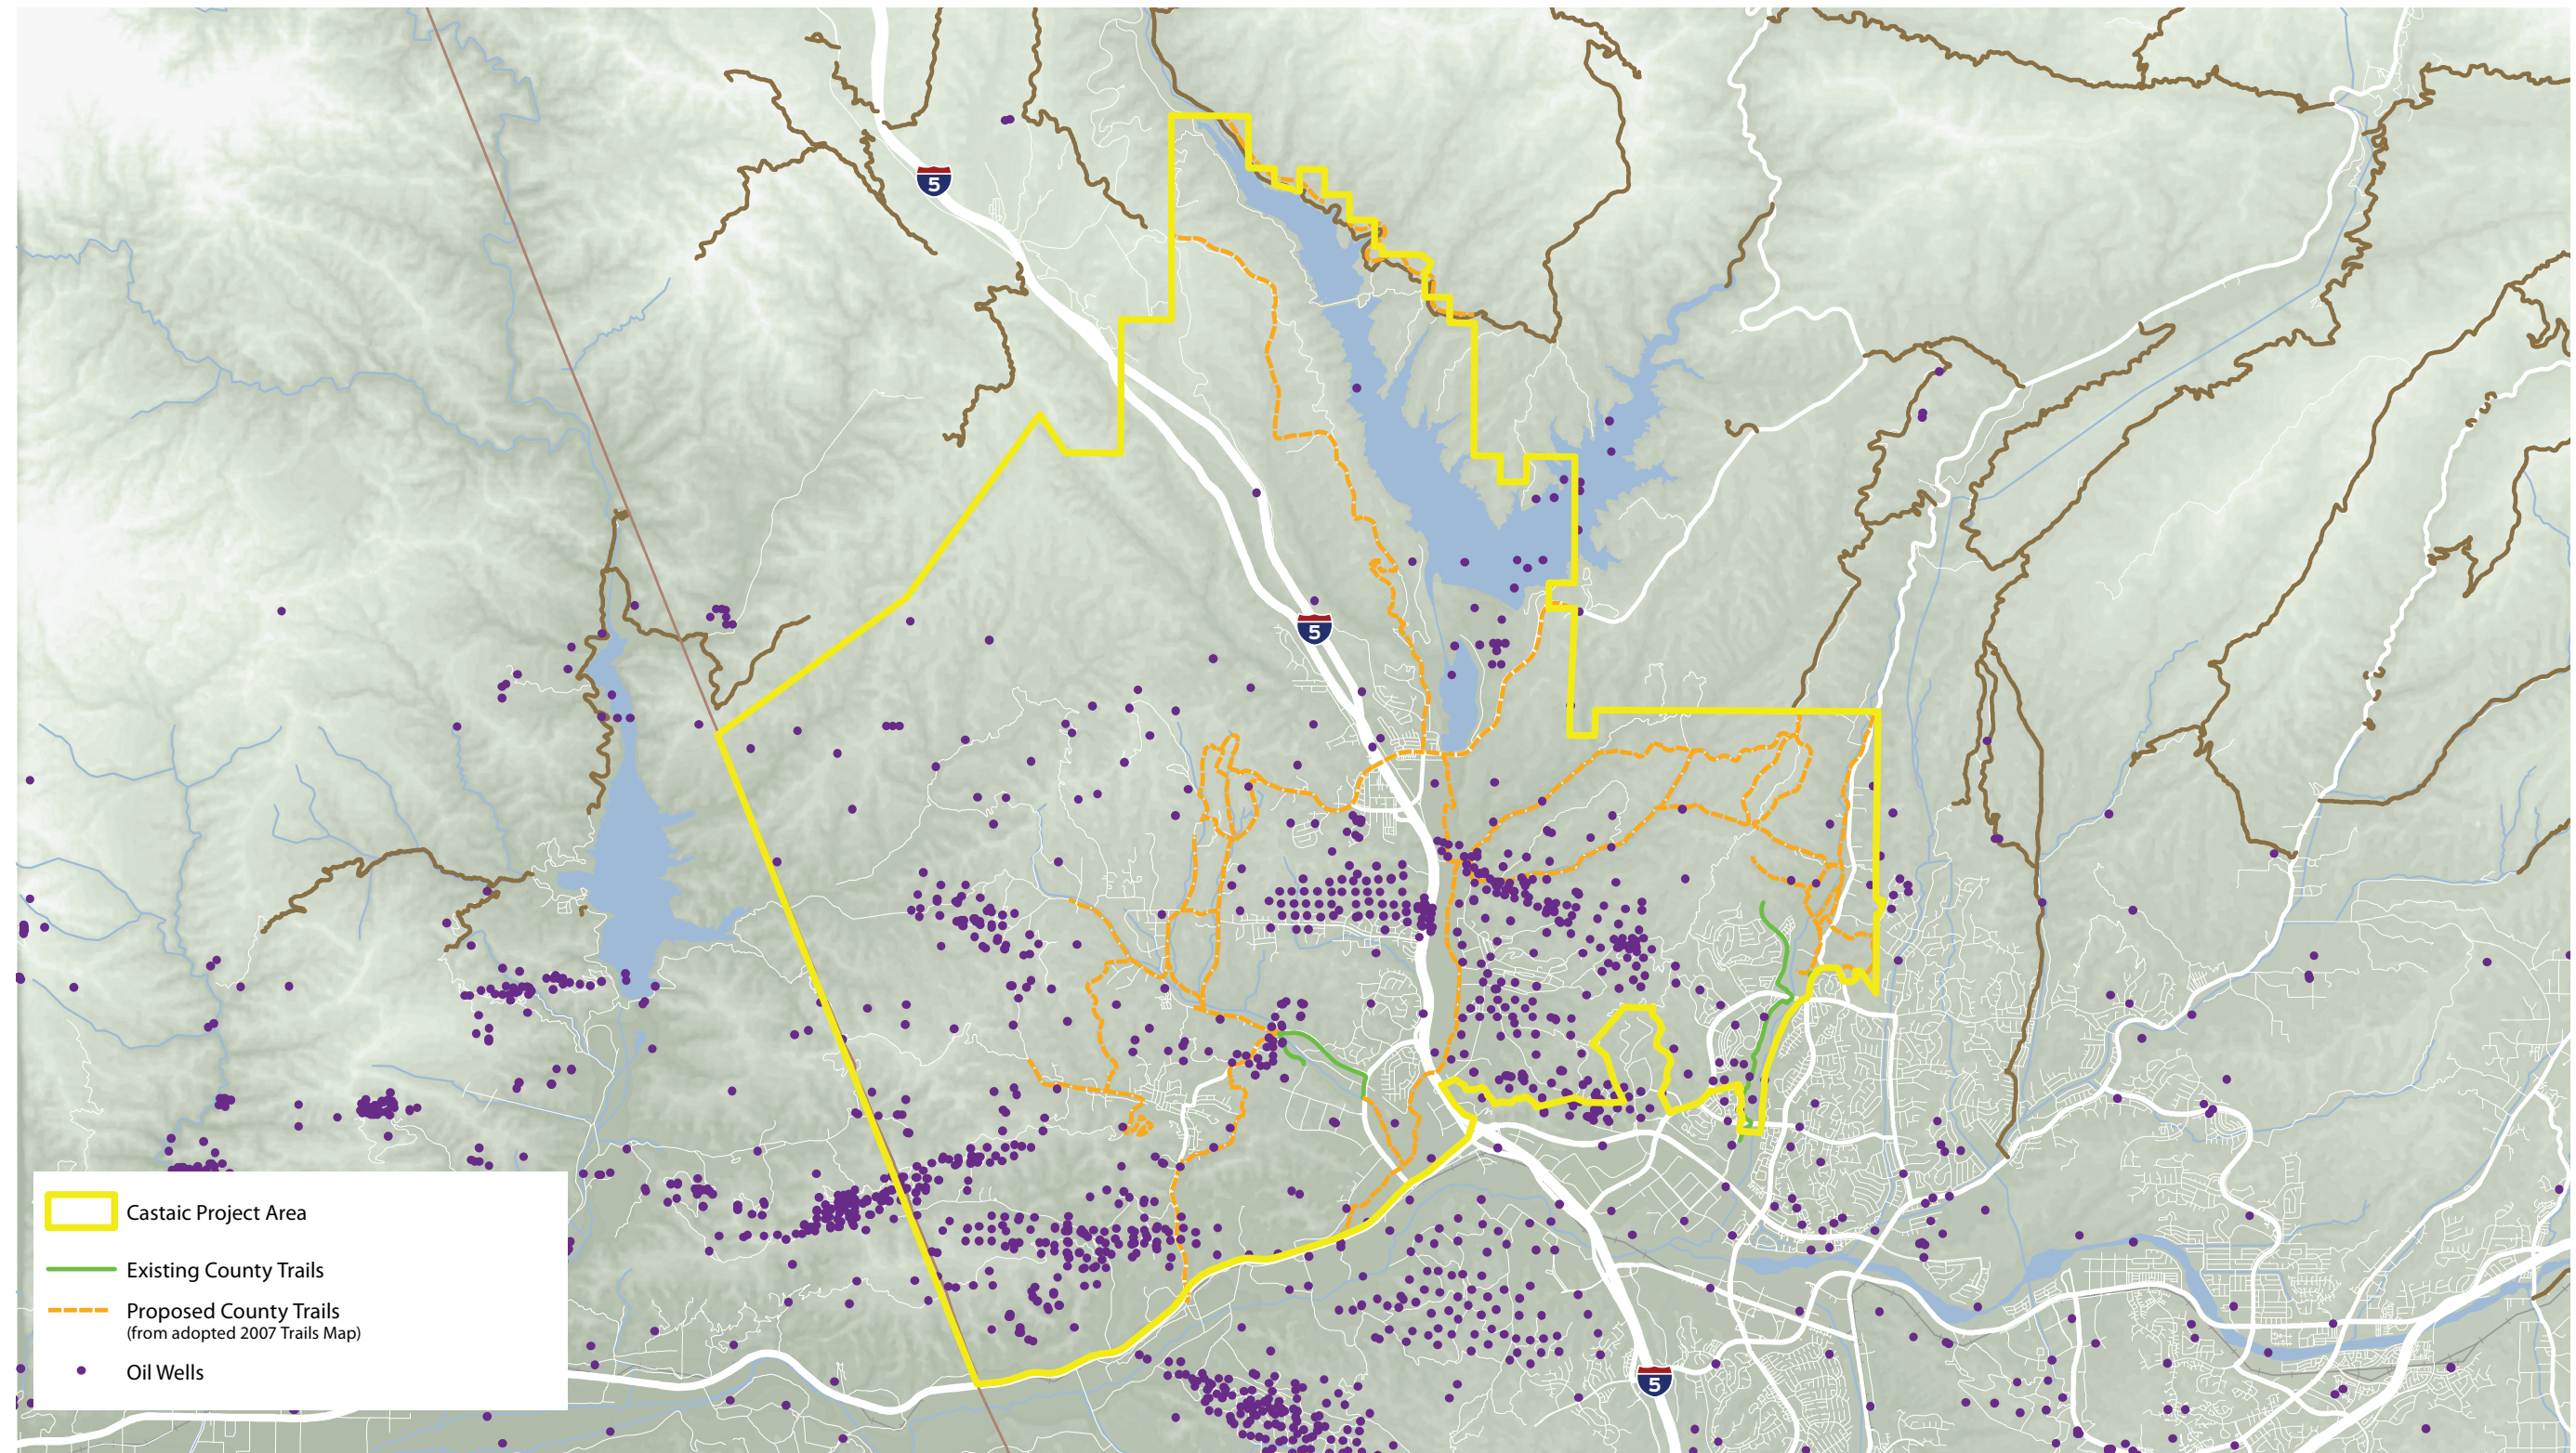 5
5
5
Castaic Project Area
Existing County Trails
Proposed County Trails
(from adopted 2007 Trails Map)
Oil Wells